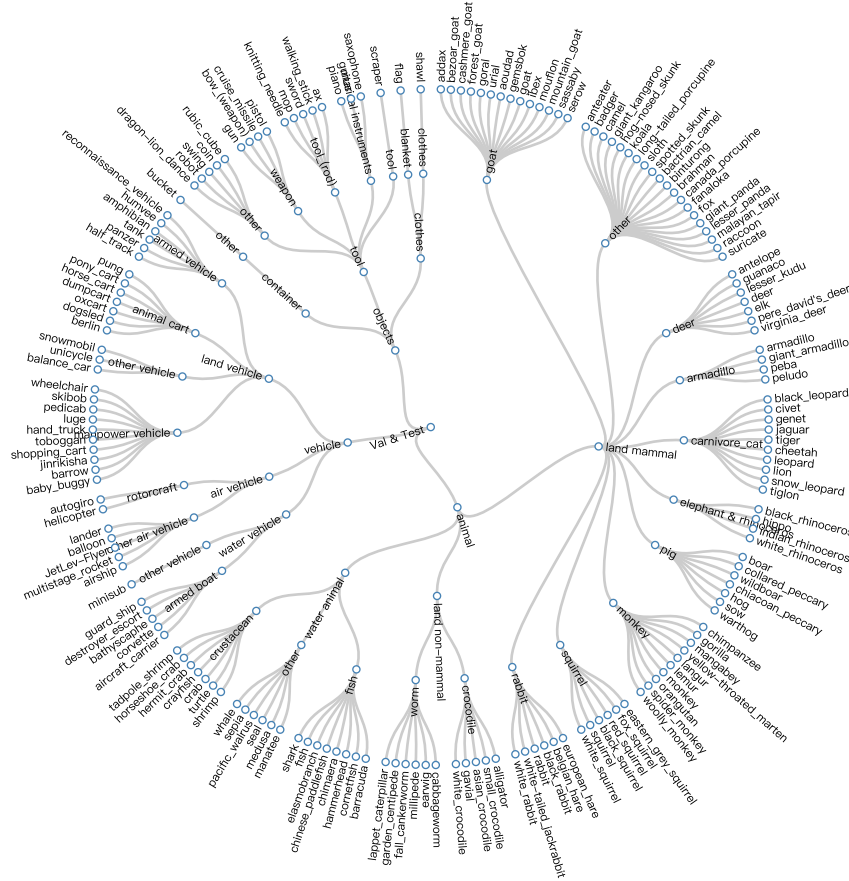 Val & Test
objects
clothes
clothes
shawl
blanket
flag
tool
tool
scraper
musical instruments
saxophone
guitar
piano
tool_(rod)
ax
walking_stick
sword
mop
knitting_needle
weapon
pistol
cruise_missile
bow_(weapon)
gun
other
rubic_cube
coin
swing
robot
dragon-lion_dance
container
other
bucket
vehicle
land vehicle
armed vehicle
reconnaissance_vehicle
humvee
amphibian
tank
panzer
half_track
animal cart
pung
pony_cart
horse_cart
dumpcart
oxcart
dogsled
berlin
other vehicle
snowmobil
unicycle
balance_car
manpower vehicle
wheelchair
skibob
pedicab
luge
hand_truck
toboggan
shopping_cart
jinrikisha
barrow
baby_buggy
air vehicle
rotorcraft
autogiro
helicopter
other air vehicle
lander
balloon
JetLev-Flyer
multistage_rocket
airship
water vehicle
other vehicle
minisub
armed boat
guard_ship
destroyer_escort
bathyscaphe
corvette
aircraft_carrier
animal
water animal
crustacean
tadpole_shrimp
horseshoe_crab
hermit_crab
crayfish
crab
turtle
shrimp
other
whale
sepia
pacific_walrus
seal
medusa
manatee
fish
shark
fish
elasmobranch
chinese_paddlefish
chimaera
hammerhead
cornetfish
barracuda
land non-mammal
worm
lappet_caterpillar
garden_centipede
fall_cankerworm
millipede
earwig
cabbageworm
crocodile
white_crocodile
gavial
asian_crocodile
small_crocodile
alligator
land mammal
rabbit
white_rabbit
white-tailed_jackrabbit
rabbit
black_rabbit
belgian_hare
european_hare
squirrel
white_squirrel
squirrel
black_squirrel
red_squirrel
fox_squirrel
eastern_grey_squirrel
monkey
woolly_monkey
spider_monkey
orangutan
monkey
lemur
langur
yellow-throated_marten
mangabey
gorilla
chimpanzee
pig
warthog
sow
hog
chiacoan_peccary
wildboar
collared_peccary
boar
elephant & rhinoceros
white_rhinoceros
indian_rhinoceros
hippo
black_rhinoceros
carnivore_cat
tiglon
snow_leopard
lion
leopard
cheetah
tiger
jaguar
genet
civet
black_leopard
armadillo
peludo
peba
giant_armadillo
armadillo
deer
virginia_deer
pere_david's_deer
elk
deer
lesser_kudu
guanaco
antelope
other
suricate
raccoon
malayan_tapir
lesser_panda
giant_panda
fox
fanaloka
canada_porcupine
brahman
binturong
bactrian_camel
spotted_skunk
sloth
long-tailed_porcupine
koala
hog-nosed_skunk
giant_kangaroo
camel
badger
anteater
goat
serow
sassaby
mountain_goat
mouflon
ibex
goat
gemsbok
aoudad
urial
goral
forest_goat
cashmere_goat
bezoar_goat
addax